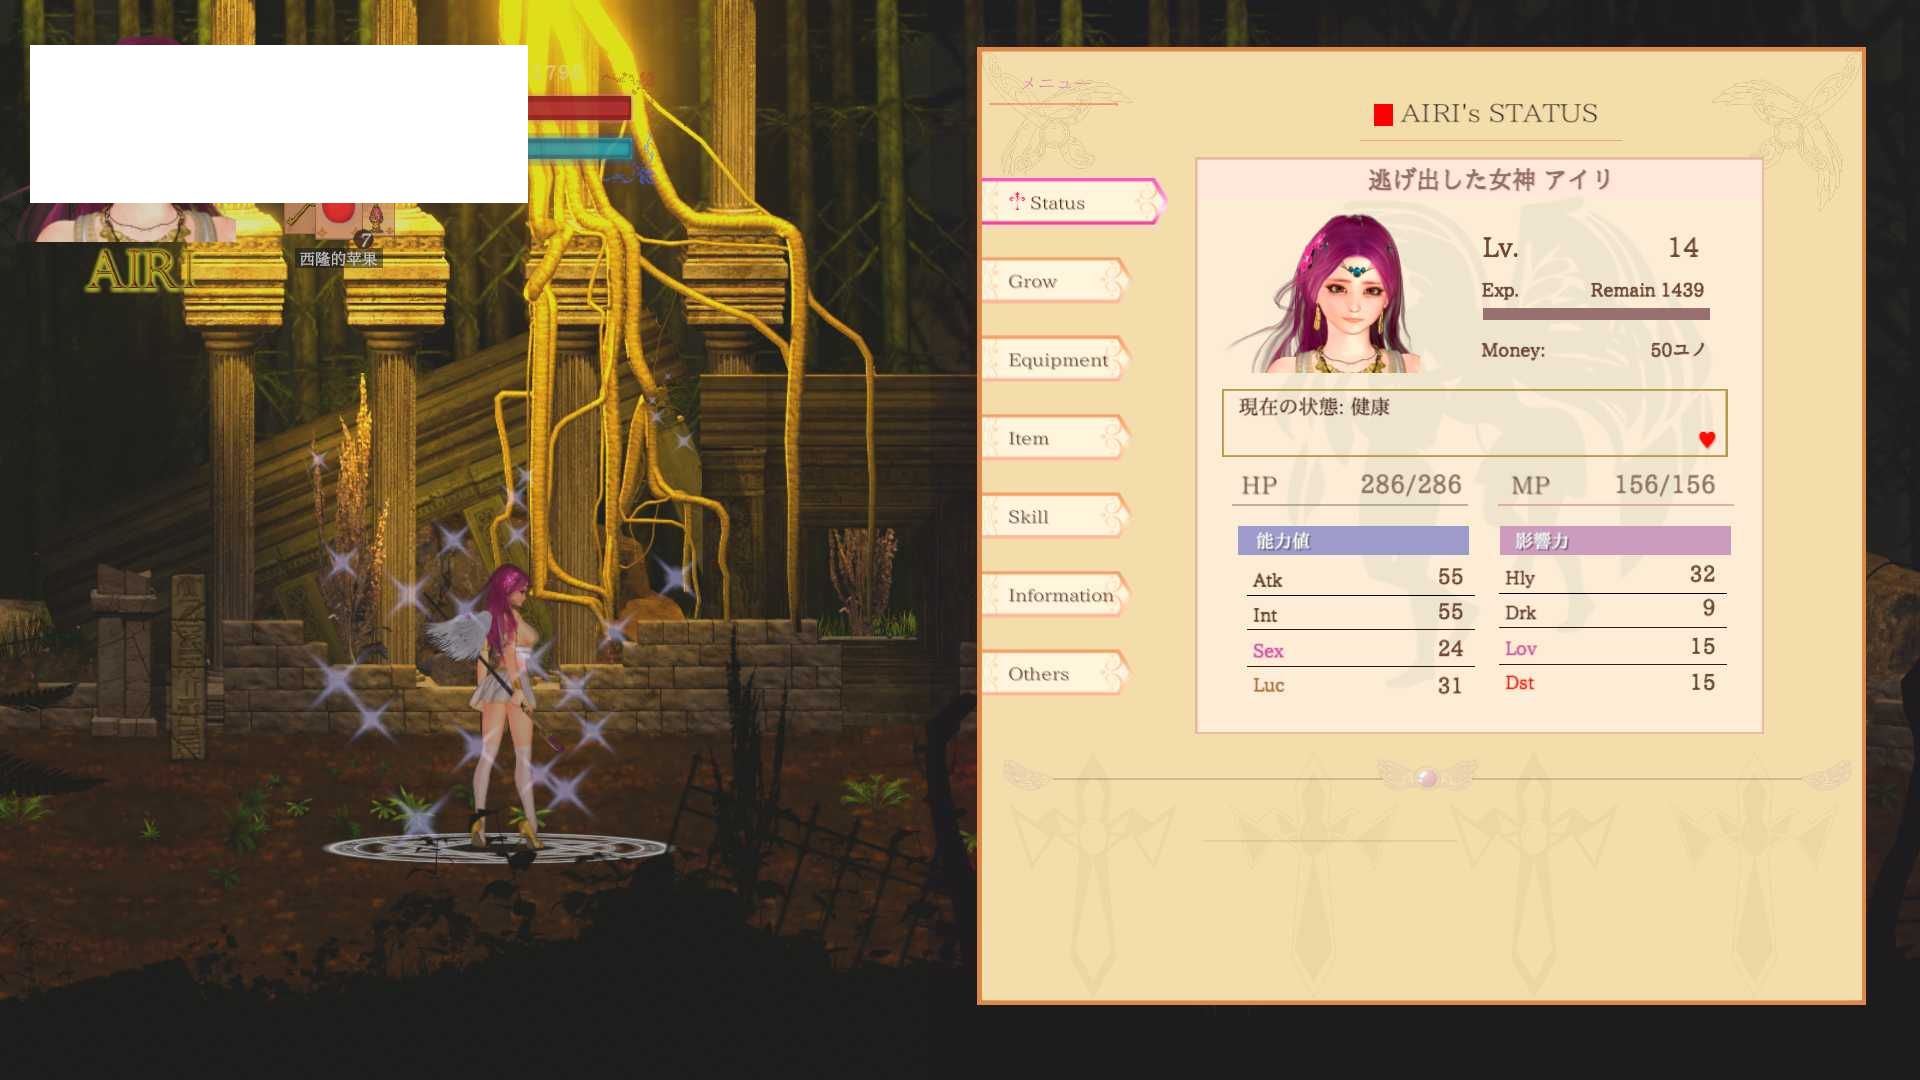 AIRI
7
西隆的苹果
メニュー
AIRI's STATUS
Status
Grow
Equipment
Item
Skill
Information
Others
逃げ出した女神 アイリ
Lv. 14
Exp. Remain 1439
Money: 50ユノ
現在の状態: 健康
HP 286/286 MP 156/156
能力値 影響力
Atk 55 Hly 32
Int 55 Drk 9
Sex 24 Lov 15
Luc 31 Dst 15